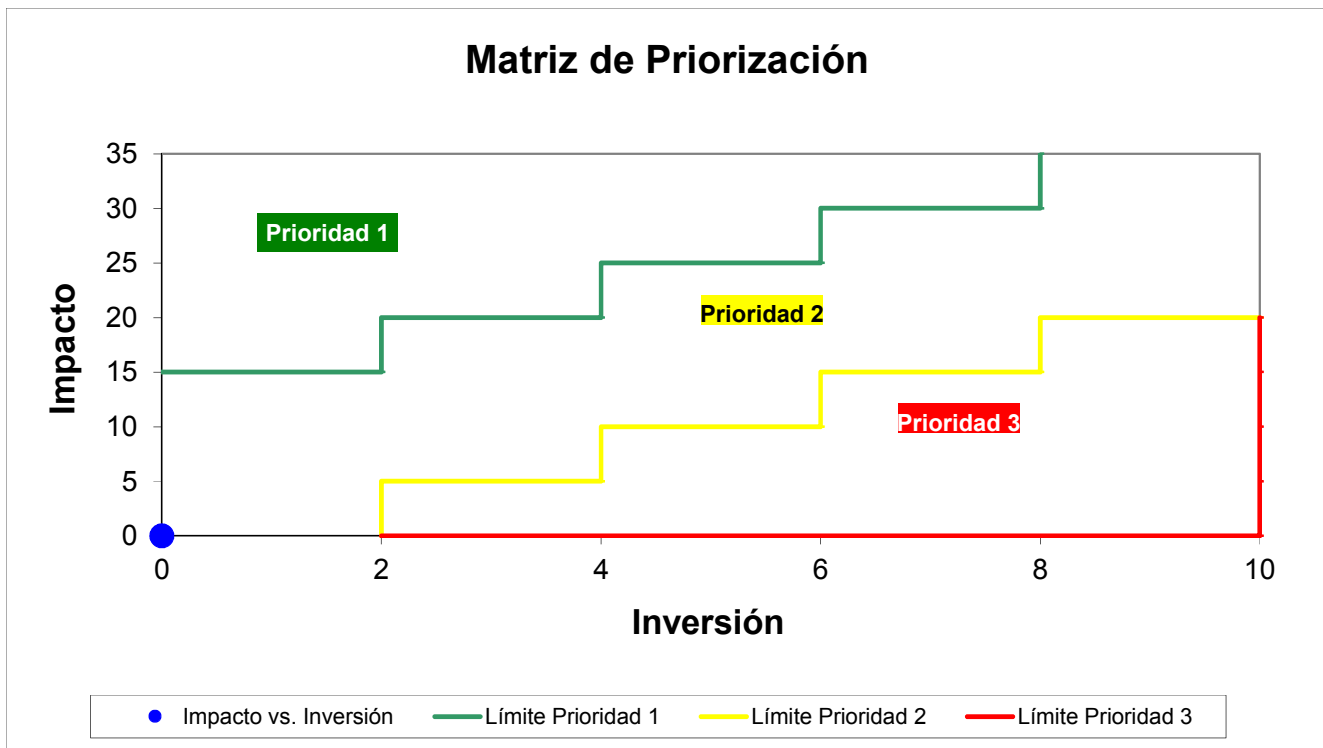 Matriz de Priorización
35
30
25
20
15
10
5
0
Impacto
Prioridad 1
Prioridad 2
Prioridad 3
0 2 4 6 8 10
Inversión
Impacto vs. Inversión Límite Prioridad 1 Límite Prioridad 2 Límite Prioridad 3